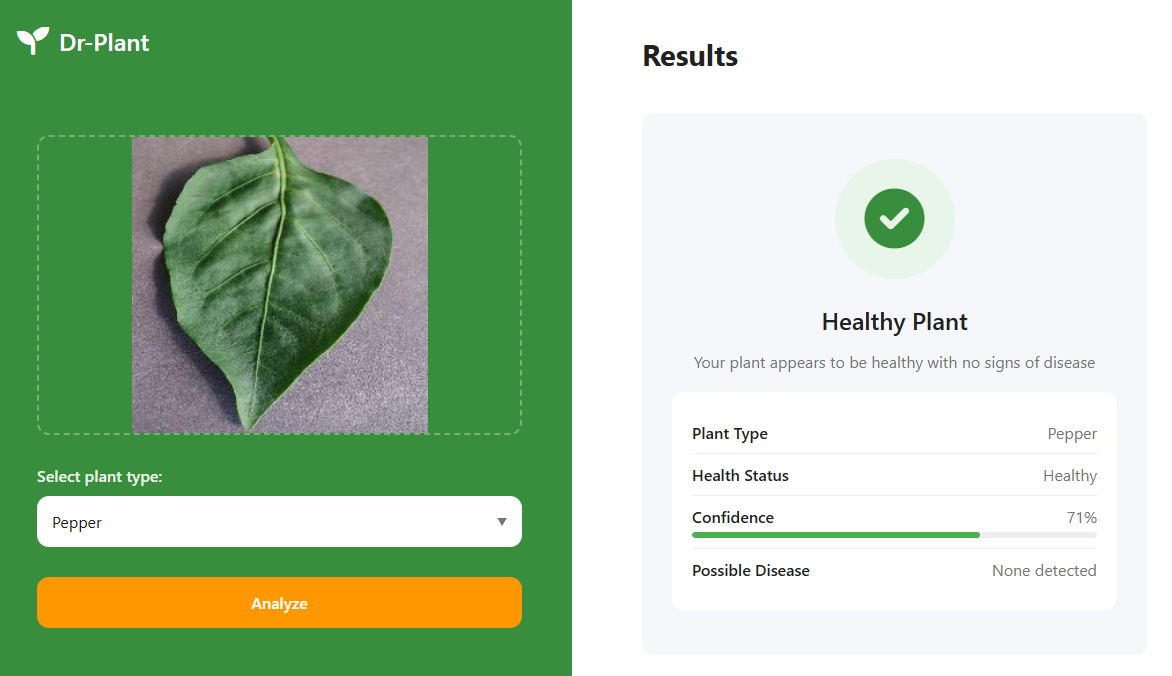 Dr-Plant
Select plant type:
Pepper
Analyze
Results
Healthy Plant
Your plant appears to be healthy with no signs of disease
Plant Type Pepper
Health Status Healthy
Confidence 71%
Possible Disease None detected